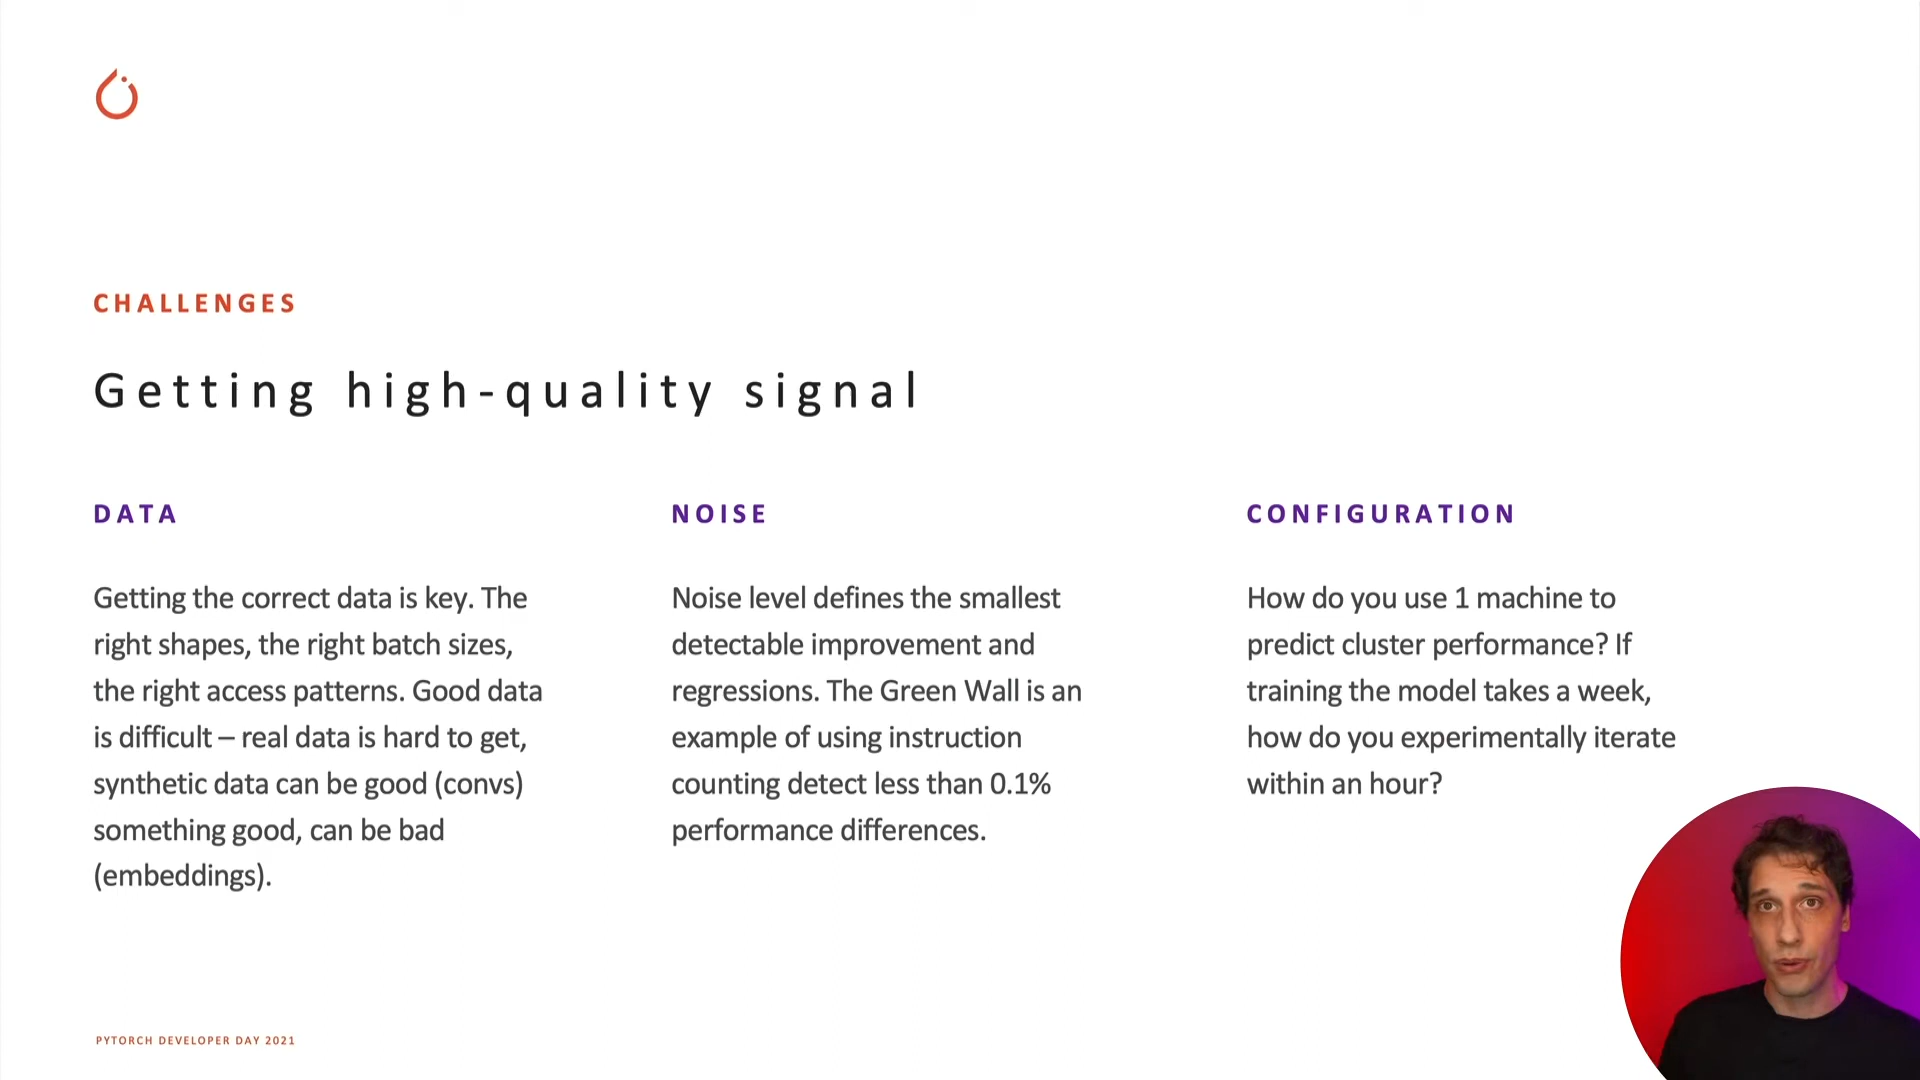 CHALLENGES
Getting high-quality signal
DATA
Getting the correct data is key. The
right shapes, the right batch sizes,
the right access patterns. Good data
is difficult – real data is hard to get,
synthetic data can be good (convs)
something good, can be bad
(embeddings).
NOISE
Noise level defines the smallest
detectable improvement and
regressions. The Green Wall is an
example of using instruction
counting detect less than 0.1%
performance differences.
CONFIGURATION
How do you use 1 machine to
predict cluster performance? If
training the model takes a week,
how do you experimentally iterate
within an hour?
PYTORCH DEVELOPER DAY 2021